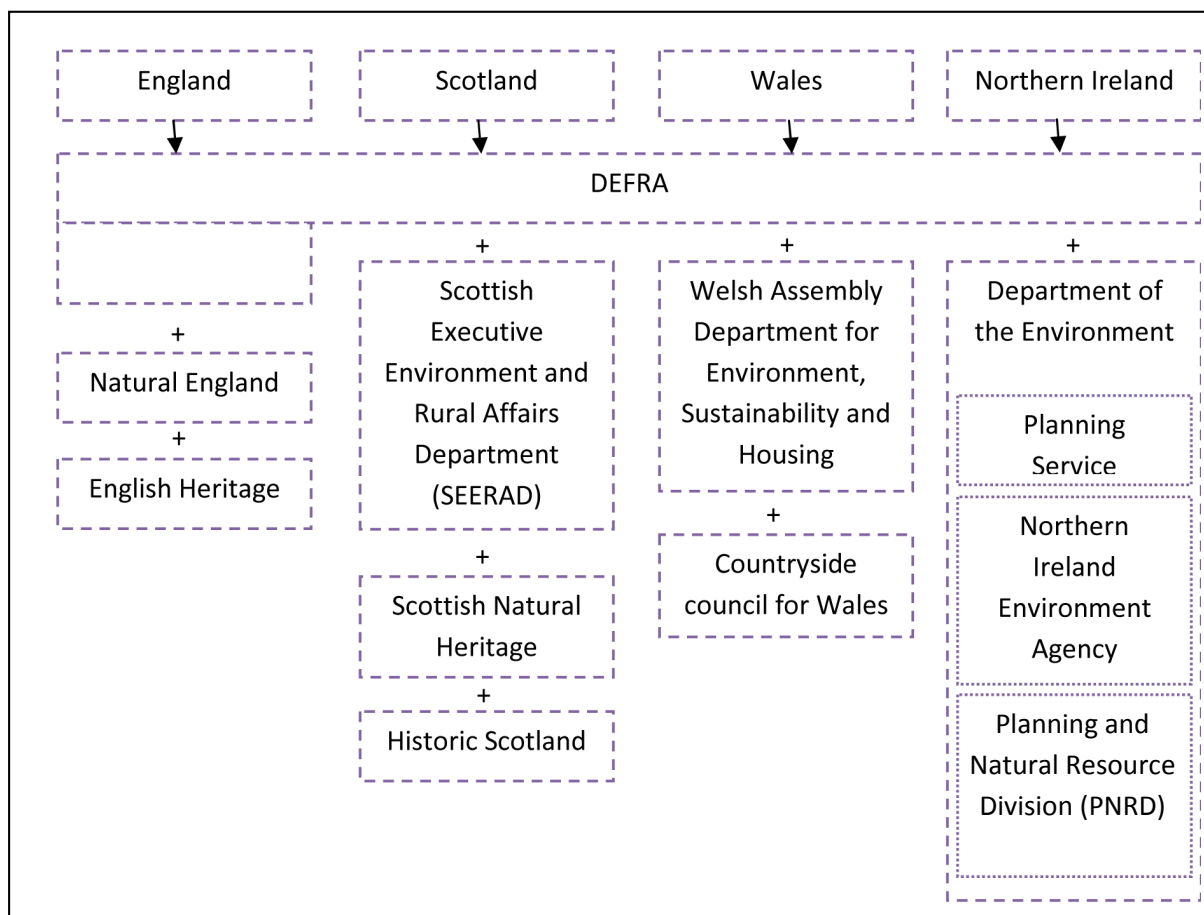 England
Scotland
Wales
Northern Ireland
DEFRA
+
Natural England
+
English Heritage
+
Scottish
Executive
Environment and
Rural Affairs
Department
(SEERAD)
+
Scottish Natural
Heritage
+
Historic Scotland
+
Welsh Assembly
Department for
Environment,
Sustainability and
Housing
+
Countryside
council for Wales
+
Department of
the Environment
Planning
Service
Northern
Ireland
Environment
Agency
Planning and
Natural Resource
Division (PNRD)